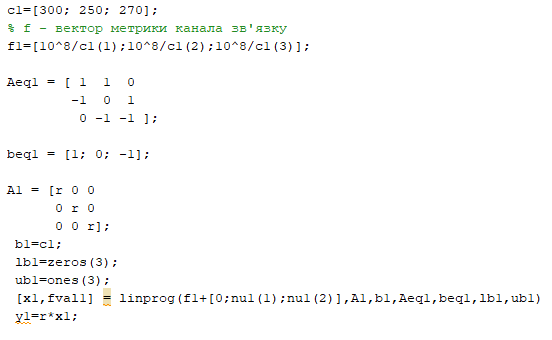 c1=[300; 250; 270];
% f – вектор метрики канала зв'язку
f1=[10^8/c1(1);10^8/c1(2);10^8/c1(3)];
Aeq1 = [ 1 1 0
-1 0 1
0 -1 -1 ];
beq1 = [1; 0; -1];
A1 = [r 0 0
0 r 0
0 0 r];
b1=c1;
lb1=zeros(3);
ub1=ones(3);
[x1,fval1] = linprog(f1+[0;nu1(1);nu1(2)],A1,b1,Aeq1,beq1,lb1,ub1)
y1=r*x1;